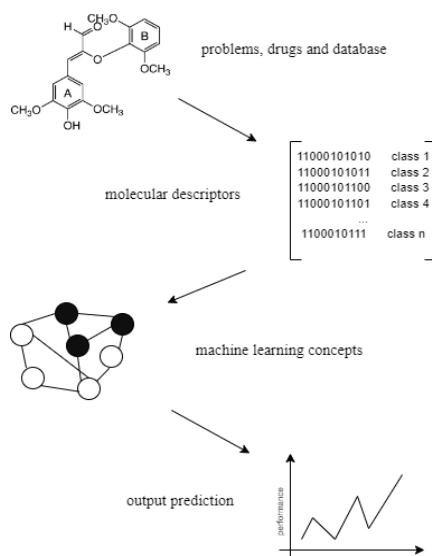 CH₃O
H
O
B
O
OCH₃
A
CH₃O
OCH₃
OH
problems, drugs and database
11000101010 class 1
11000101011 class 2
11000101100 class 3
11000101101 class 4
...
1100010111 class n
molecular descriptors
machine learning concepts
output prediction
performance